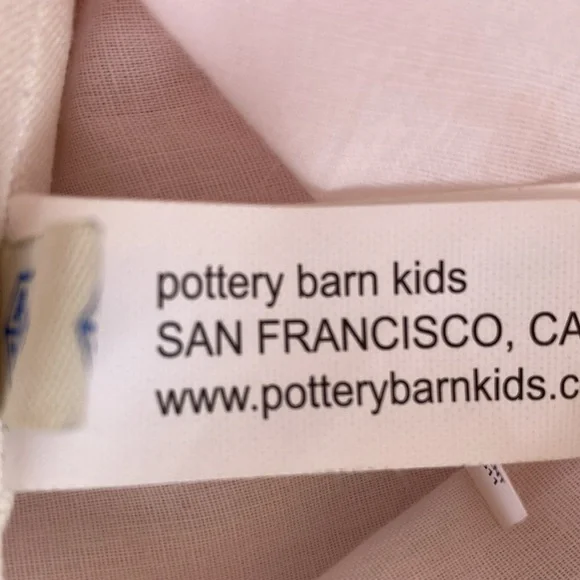 pottery barn kids
SAN FRANCISCO, CA
www.potterybarnkids.c